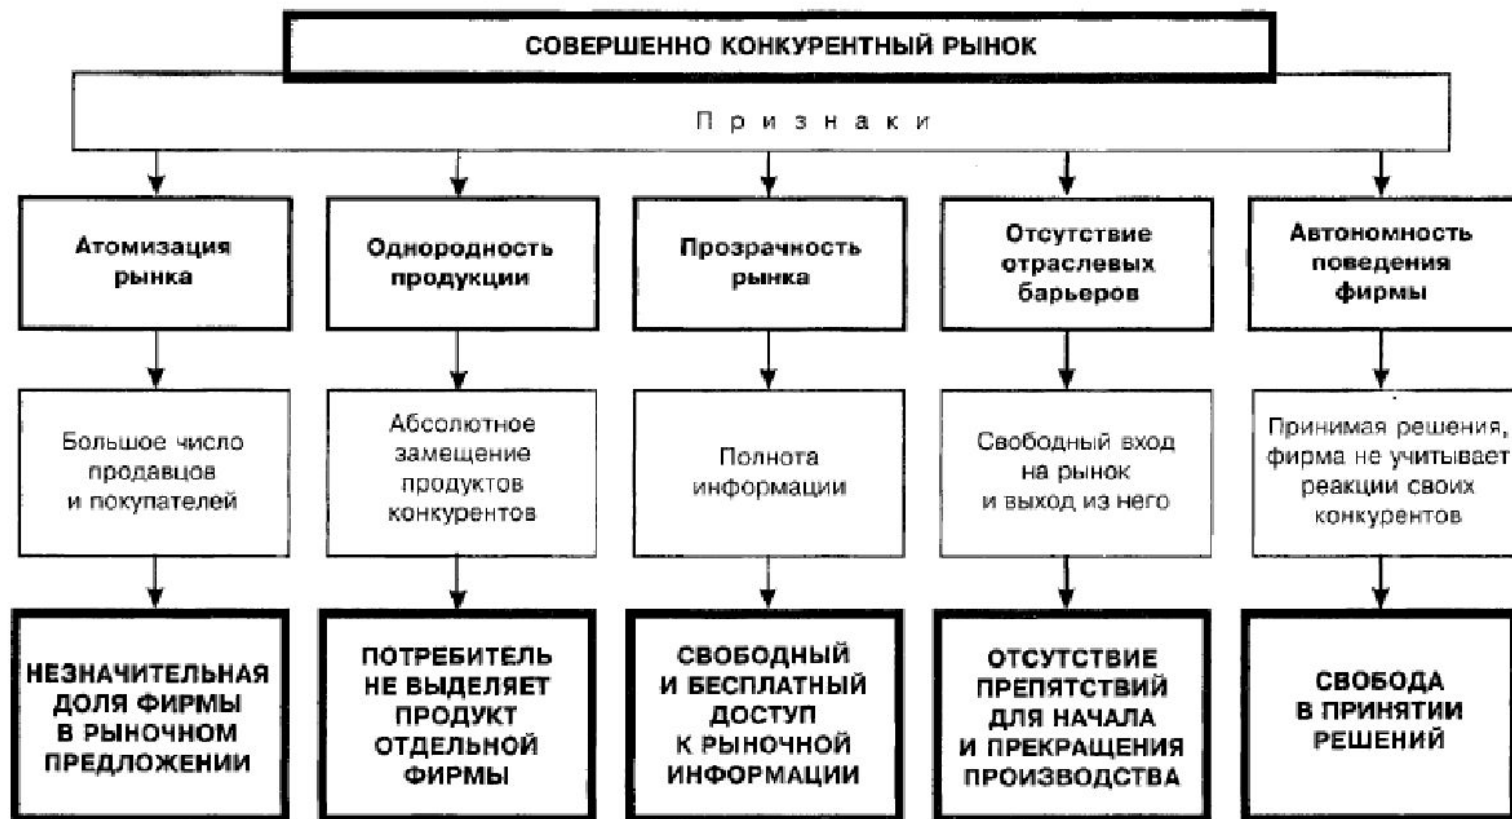 СОВЕРШЕННО КОНКУРЕНТНЫЙ РЫНОК
Признаки
Атомизация
рынка
Однородность
продукции
Прозрачность
рынка
Отсутствие
отраслевых
барьеров
Автономность
поведения
фирмы
Большое число
продавцов
и покупателей
Абсолютное
замещение
продуктов
конкурентов
Полнота
информации
Свободный вход
на рынок
и выход из него
Принимая решения,
фирма не учитывает
реакции своих
конкурентов
НЕЗНАЧИТЕЛЬНАЯ
ДОЛЯ ФИРМЫ
В РЫНОЧНОМ
ПРЕДЛОЖЕНИИ
ПОТРЕБИТЕЛЬ
НЕ ВЫДЕЛЯЕТ
ПРОДУКТ
ОТДЕЛЬНОЙ
ФИРМЫ
СВОБОДНЫЙ
И БЕСПЛАТНЫЙ
ДОСТУП
К РЫНОЧНОЙ
ИНФОРМАЦИИ
ОТСУТСТВИЕ
ПРЕПЯТСТВИЙ
ДЛЯ НАЧАЛА
И ПРЕКРАЩЕНИЯ
ПРОИЗВОДСТВА
СВОБОДА
В ПРИНЯТИИ
РЕШЕНИЙ